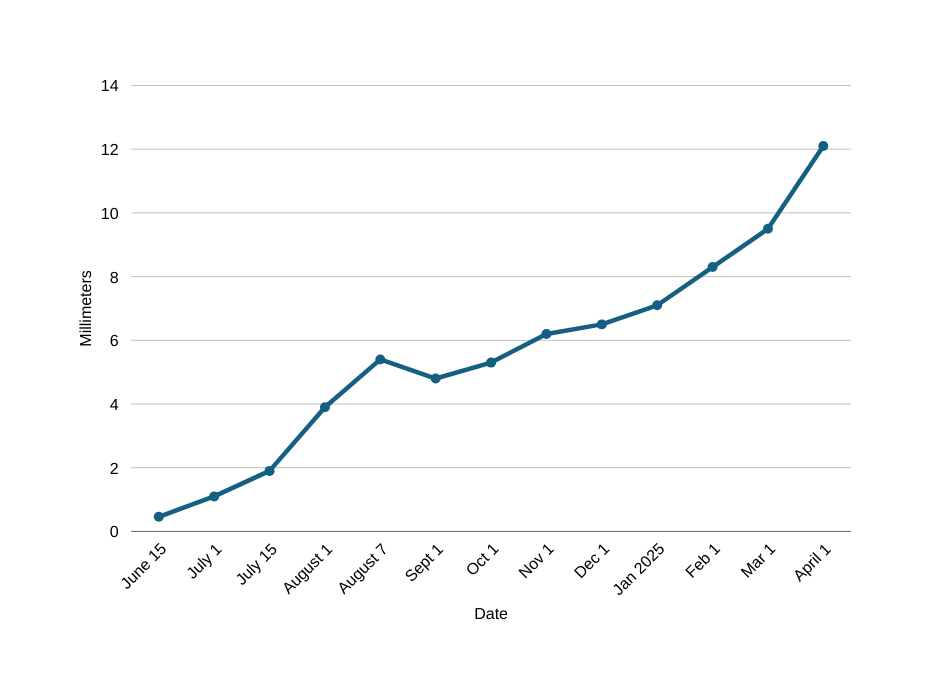 14
12
10
8
6
4
2
0
Millimeters
June 15
July 1
July 15
August 1
August 7
Sept 1
Oct 1
Nov 1
Dec 1
Jan 2025
Feb 1
Mar 1
April 1
Date